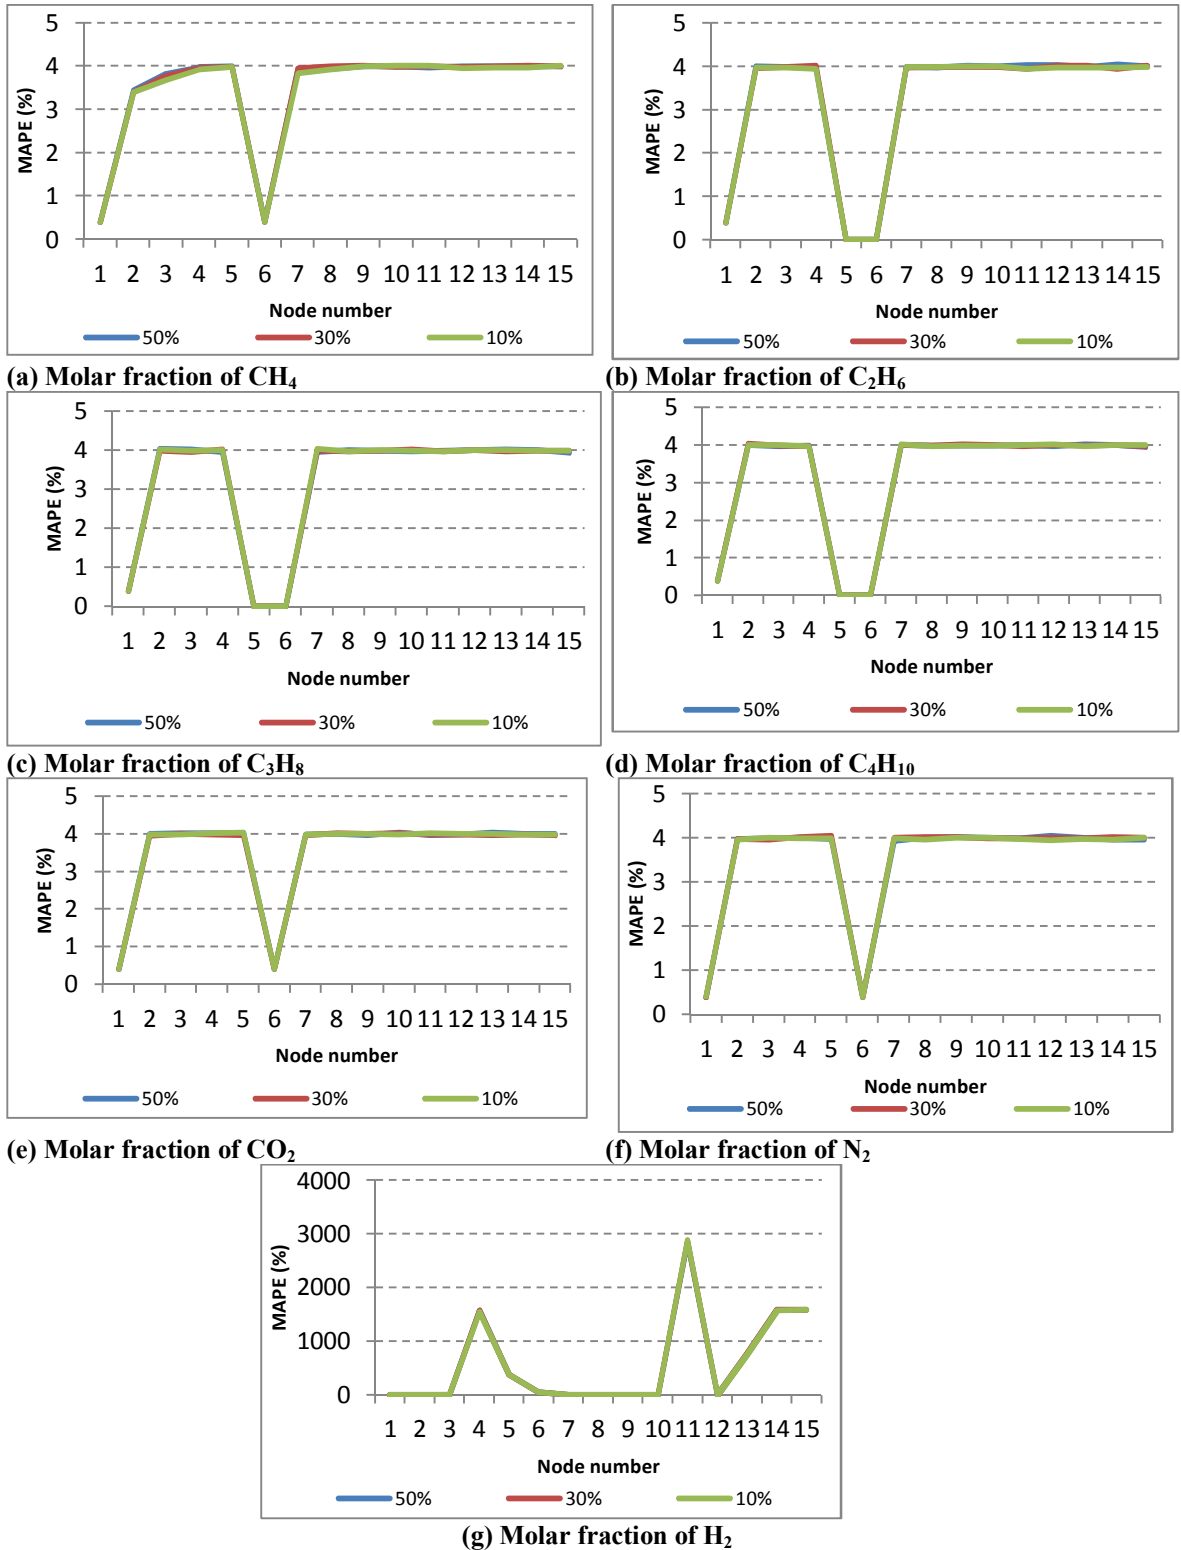 5
4
3
2
1
0
MAPE (%)
1 2 3 4 5 6 7 8 9 10 11 12 13 14 15
Node number
50% 30% 10%
(a) Molar fraction of CH4
5
4
3
2
1
0
MAPE (%)
1 2 3 4 5 6 7 8 9 10 11 12 13 14 15
Node number
50% 30% 10%
(b) Molar fraction of C2H6
5
4
3
2
1
0
MAPE (%)
1 2 3 4 5 6 7 8 9 10 11 12 13 14 15
Node number
50% 30% 10%
(c) Molar fraction of C3H8
5
4
3
2
1
0
MAPE (%)
1 2 3 4 5 6 7 8 9 10 11 12 13 14 15
Node number
50% 30% 10%
(d) Molar fraction of C4H10
5
4
3
2
1
0
MAPE (%)
1 2 3 4 5 6 7 8 9 10 11 12 13 14 15
Node number
50% 30% 10%
(e) Molar fraction of CO2
5
4
3
2
1
0
MAPE (%)
1 2 3 4 5 6 7 8 9 10 11 12 13 14 15
Node number
50% 30% 10%
(f) Molar fraction of N2
4000
3000
2000
1000
0
MAPE (%)
1 2 3 4 5 6 7 8 9 10 11 12 13 14 15
Node number
50% 30% 10%
(g) Molar fraction of H2